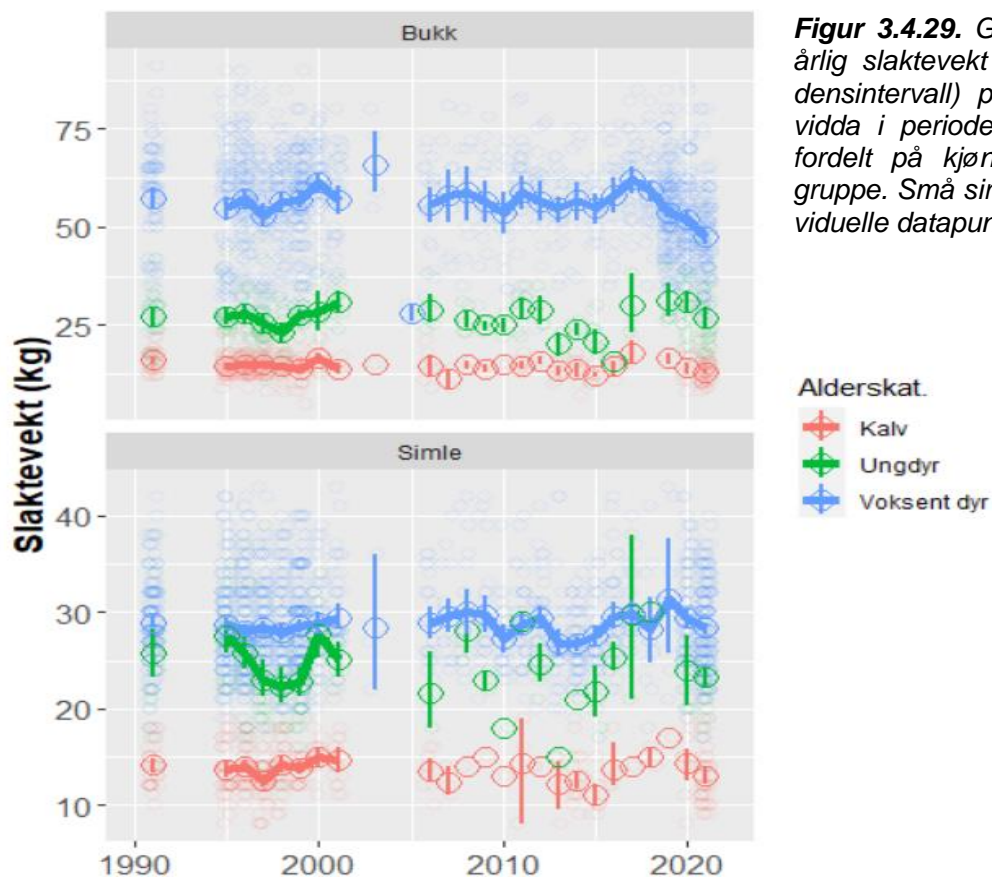 Bukk
75
50
25
Simle
40
30
20
10
1990
2000
2010
2020
Slaktevekt (kg)
Figur 3.4.29. G
årlig slaktevekt
densintervall) p
vidda i periode
fordelt på kjøn
gruppe. Små sir
viduelle datapur
Alderskat.
Kalv
Ungdyr
Voksent dyr